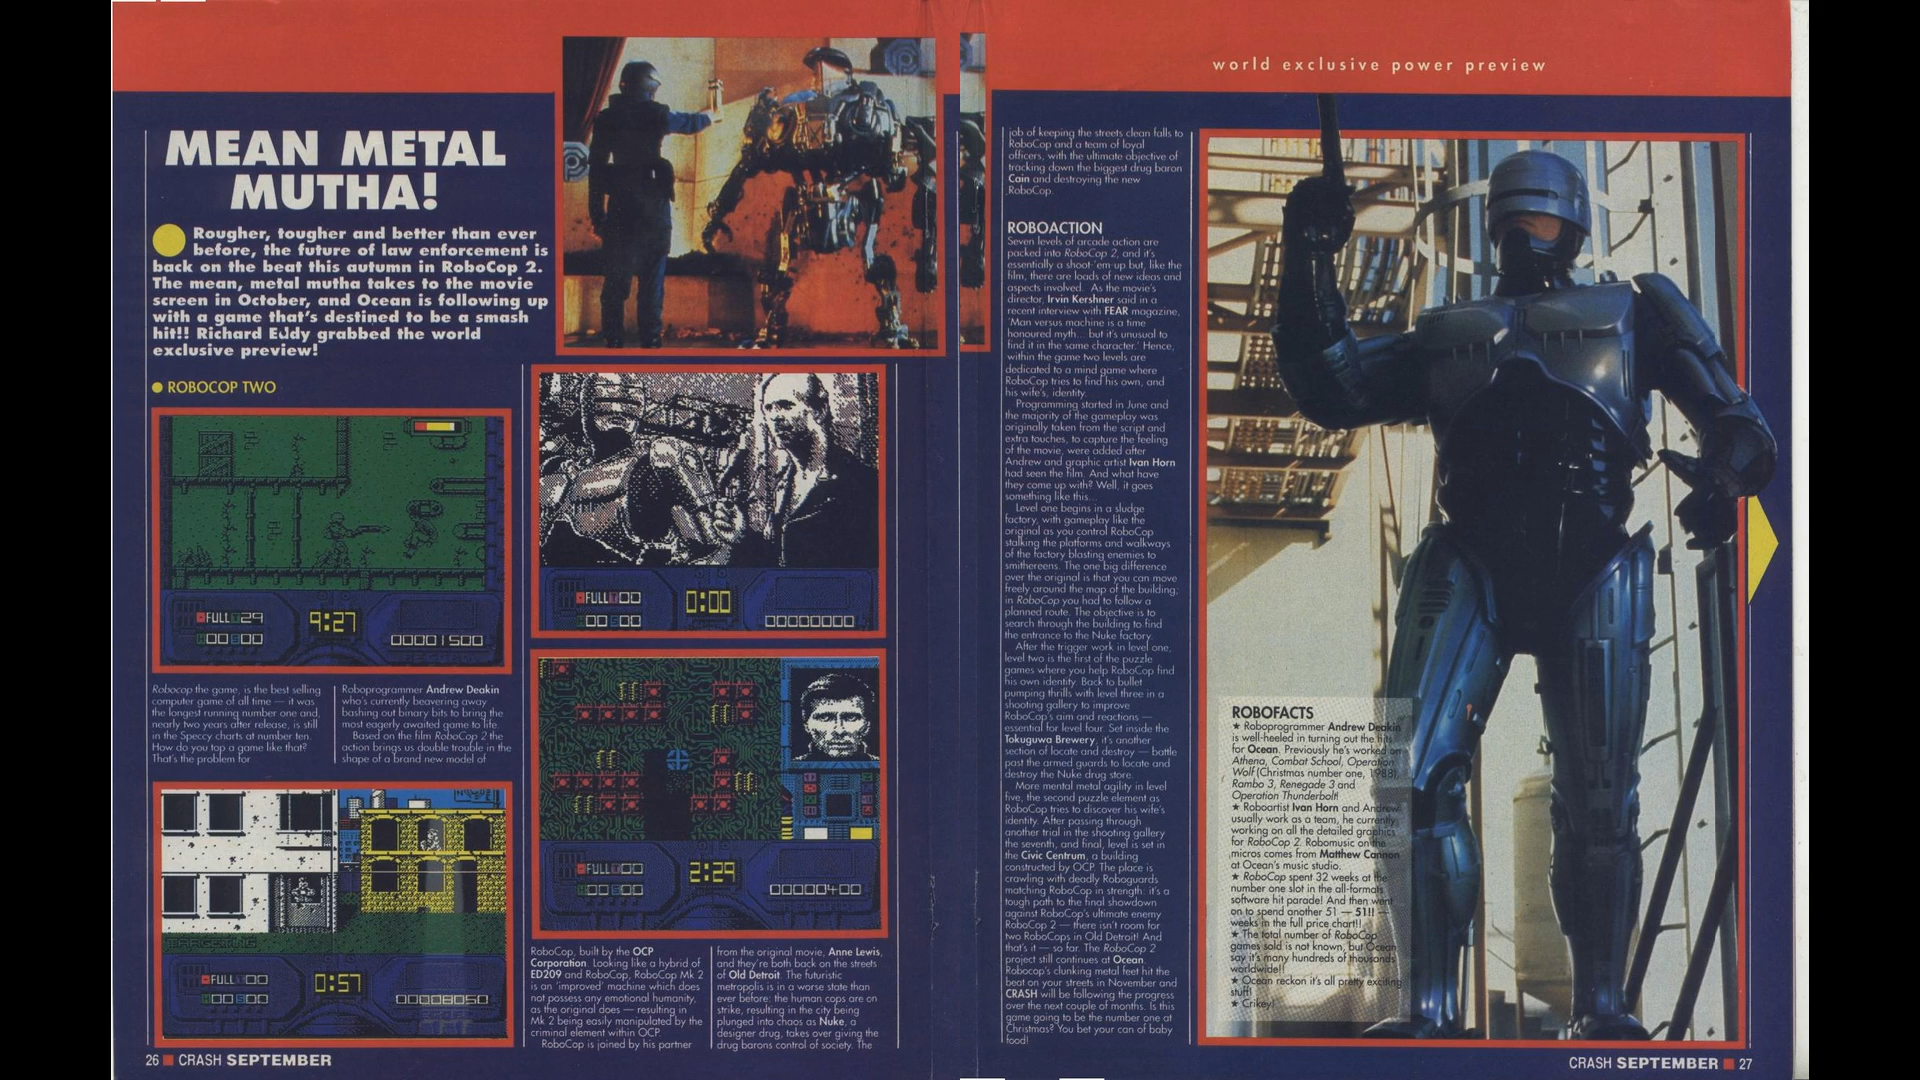 world exclusive power preview
MEAN METAL
MUTHA!
Rougher, tougher and better than ever
before, the future of law enforcement is
back on the beat this autumn in RoboCop 2.
The mean, metal mutha takes to the movie
screen in October, and Ocean is following up
with a game that's destined to be a smash
hit!! Richard Eddy grabbed the world
exclusive preview!
● ROBOCOP TWO
FULL T29
00 00
9:27
00001500
Robocop the game, is the best selling
computer game of all time — it was
the longest running number one and,
nearly two years after release, is still
in the Speccy charts at number ten.
How do you top a game like that?
That's the problem for
Roboprogrammer Andrew Deakin
who's currently beavering away
bashing out binary bits to bring the
most eagerly awaited game to life.
Based on the film RoboCop 2 the
action brings us double trouble in the
shape of a brand new model of
TARGETING
FULL T00
00 00
0:57
00008050
FULL T00
00 00
0:00
00000000
FULL T00
00 00
2:29
00000400
RoboCop, built by the OCP
Corporation. Looking like a hybrid of
ED209 and RoboCop, RoboCop Mk 2
is an 'improved' machine which does
not possess any emotional humanity,
as the original does — resulting in
Mk 2 being easily manipulated by the
criminal element within OCP.
RoboCop is joined by his partner
from the original movie, Anne Lewis,
and they're both back on the streets
of Old Detroit. The futuristic
metropolis is in a worse state than
ever before: the human cops are on
strike, resulting in the city being
plunged into chaos as Nuke, a
designer drug, takes over giving the
drug barons control of society. The
job of keeping the streets clean falls to
RoboCop and a team of loyal
officers, with the ultimate objective of
tracking down the biggest drug baron
Cain and destroying the new
RoboCop.
ROBOACTION
Seven levels of arcade action are
packed into RoboCop 2, and it's
essentially a shoot-'em-up but, like the
film, there are loads of new ideas and
aspects involved. As the movie's
director, Irvin Kershner said in a
recent interview with FEAR magazine,
'Man versus machine is a time
honoured myth... but it's unusual to
find it in the same character.' Hence,
within the game two levels are
dedicated to a mind game where
RoboCop tries to find his own, and
his wife's, identity.
Programming started in June and
the majority of the gameplay was
originally taken from the script and
extra touches, to capture the feeling
of the movie, were added after
Andrew and graphic artist Ivan Horn
had seen the film. And what have
they come up with? Well, it goes
something like this...
Level one begins in a sludge
factory, with gameplay like the
original as you control RoboCop
stalking the platforms and walkways
of the factory blasting enemies to
smithereens. The one big difference
over the original is that you can move
freely around the map of the building;
in RoboCop you had to follow a
planned route. The objective is to
search through the building to find
the entrance to the Nuke factory.
After the trigger work in level one,
level two is the first of the puzzle
games where you help RoboCop find
his own identity. Back to bullet
pumping thrills with level three in a
shooting gallery to improve
RoboCop's aim and reactions —
essential for level four. Set inside the
Tokuguwa Brewery, it's another
section of locate and destroy — battle
past the armed guards to locate and
destroy the Nuke drug store.
More mental agility in level
five, the second puzzle element as
RoboCop tries to discover his wife's
identity. After passing through
another trial in the shooting gallery
the seventh, and final, level is set in
the Civic Centrum, a building
constructed by OCP. The place is
crawling with deadly Roboguards
matching RoboCop in strength: it's a
tough path to the final showdown
against RoboCop's ultimate enemy
RoboCop 2 — there isn't room for
two RoboCops in Old Detroit! And
that's it — so far. The RoboCop 2
project still continues at Ocean.
Robocop's clunking metal feet hit the
beat on your streets in November and
CRASH will be following the progress
over the next couple of months. Is this
game going to be the number one at
Christmas? You bet your can of baby
food!
ROBOFACTS
★ Roboprogrammer Andrew Deakin
is well-heeled in turning out the hits
for Ocean. Previously he's worked on
Athena, Combat School, Operation
Wolf (Christmas number one, 1988),
Rambo 3, Renegade 3 and
Operation Thunderbolt!
★ Roboartist Ivan Horn and Andrew
usually work as a team, he currently
working on all the detailed graphics
for RoboCop 2. Robomusic on the
micros comes from Matthew Cannon
at Ocean's music studio.
★ RoboCop spent 32 weeks at the
number one slot in the all-formats
software hit parade! And then went
on to spend another 51 — 51!! —
weeks in the full price chart!!
★ The total number of RoboCop
games sold is not known, but Ocean
say it's many hundreds of thousands
worldwide!!
★ Ocean reckon it's all pretty exciting
stuff!
★ Crikey!
26 ■ CRASH SEPTEMBER
CRASH SEPTEMBER ■ 27